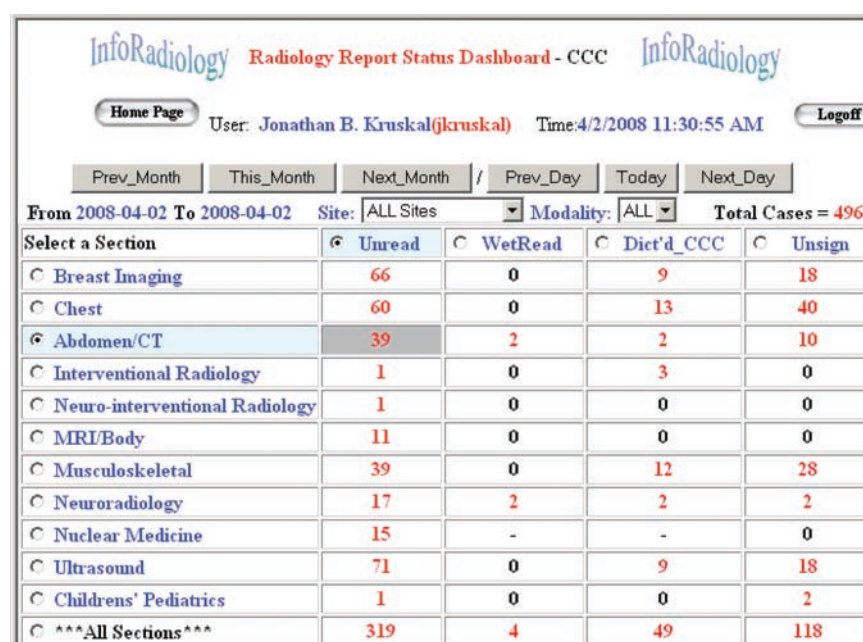 InfoRadiology Radiology Report Status Dashboard - CCC InfoRadiology
Home Page User: Jonathan B. Kruskal(jkruskal) Time:4/2/2008 11:30:55 AM Logoff
Prev_Month This_Month Next_Month / Prev_Day Today Next_Day
From 2008-04-02 To 2008-04-02 Site: ALL Sites Modality: ALL Total Cases = 496
Select a Section Unread WetRead Dict'd_CCC Unsign
Breast Imaging 66 0 9 18
Chest 60 0 13 40
Abdomen/CT 39 2 2 10
Interventional Radiology 1 0 3 0
Neuro-interventional Radiology 1 0 0 0
MRI/Body 11 0 0 0
Musculoskeletal 39 0 12 28
Neuroradiology 17 2 2 2
Nuclear Medicine 15 - - 0
Ultrasound 71 0 9 18
Childrens' Pediatrics 1 0 0 2
***All Sections*** 319 4 49 118